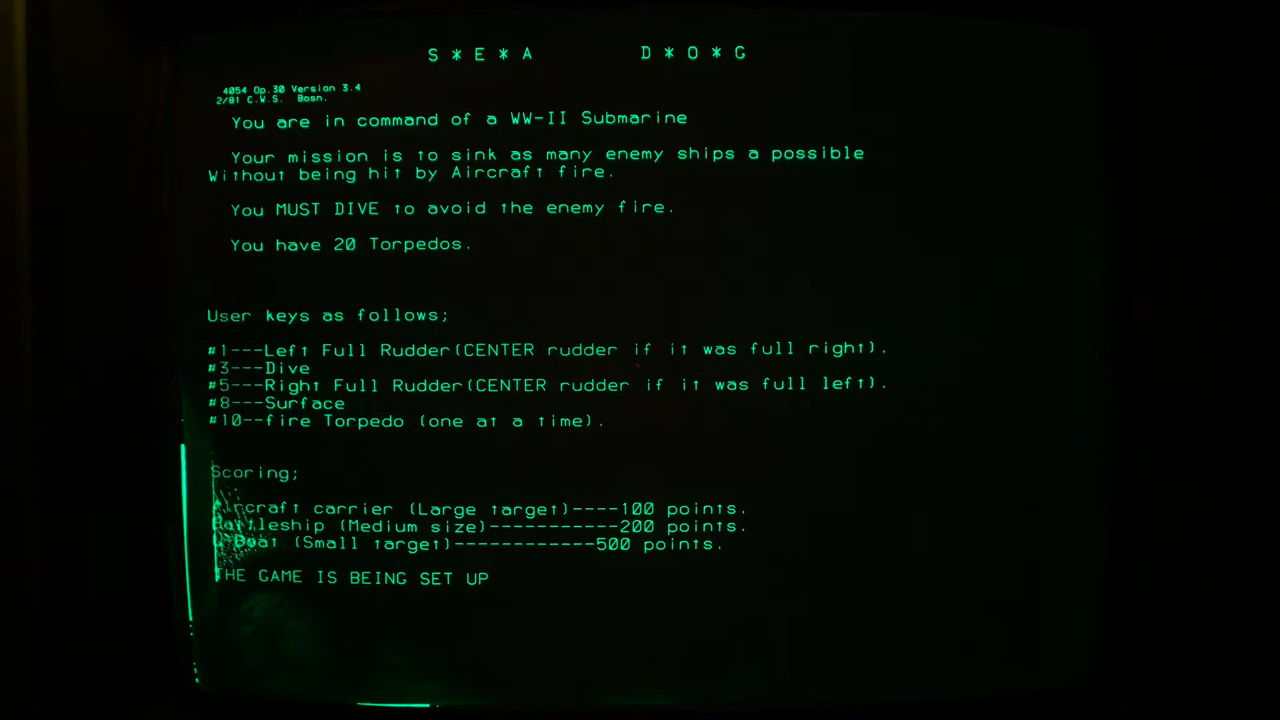 S*E*A D*O*G
4054 Op.30 Version 3.4
2/81 C.W.S. Bosn.
You are in command of a WW-II Submarine
Your mission is to sink as many enemy ships a possible
Without being hit by Aircraft fire.
You MUST DIVE to avoid the enemy fire.
You have 20 Torpedos.
User keys as follows;
#1---Left Full Rudder(CENTER rudder if it was full right).
#3---Dive
#5---Right Full Rudder(CENTER rudder if it was full left).
#8---Surface
#10--fire Torpedo (one at a time).
Scoring;
Aircraft carrier (Large target)----100 points.
Battleship (Medium size)-----------200 points.
Boat (Small target)------------500 points.
THE GAME IS BEING SET UP